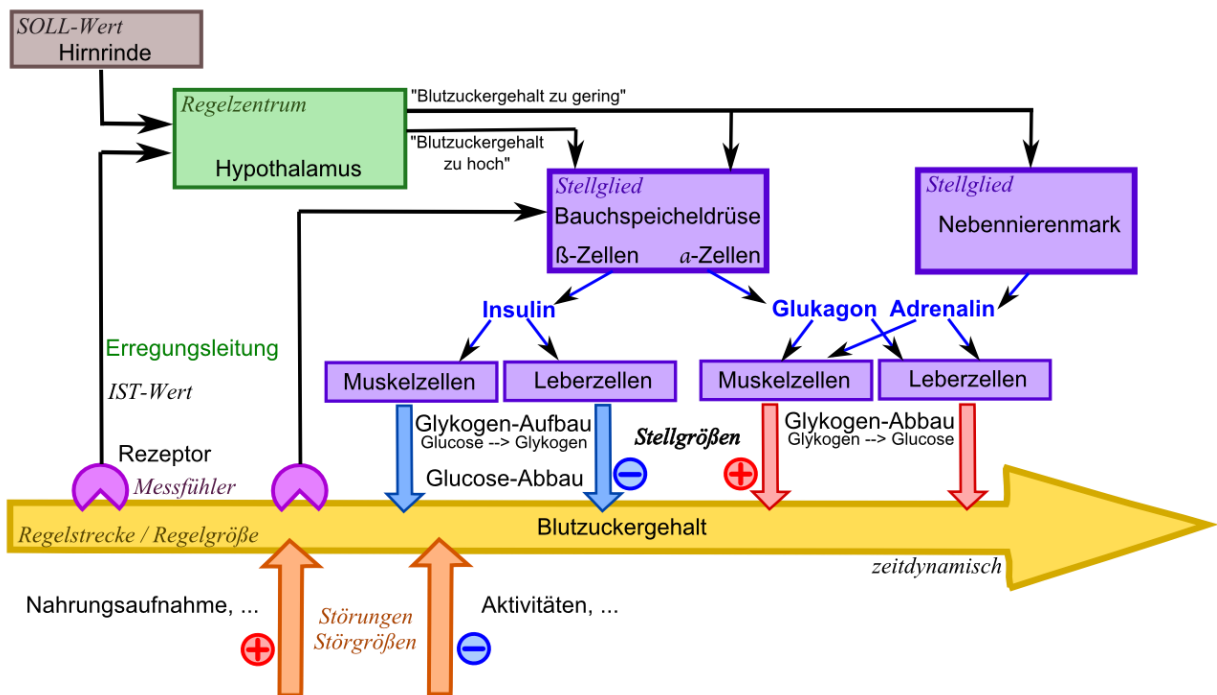 SOLL-Wert
Hirnrinde
Regelzentrum
Hypothalamus
"Blutzuckergehalt zu gering"
"Blutzuckergehalt
zu hoch"
Stellglied
Bauchspeicheldrüse
ß-Zellen
a-Zellen
Stellglied
Nebennierenmark
Insulin
Glukagon
Adrenalin
Erregungsleitung
IST-Wert
Muskelzellen
Leberzellen
Muskelzellen
Leberzellen
Glykogen-Aufbau
Glucose --> Glykogen
Glucose-Abbau
Stellgrößen
Glykogen-Abbau
Glykogen --> Glucose
Rezeptor
Messfühler
Regelstrecke / Regelgröße
Blutzuckergehalt
zeitdynamisch
Nahrungsaufnahme, ...
Störungen
Störgrößen
Aktivitäten, ...